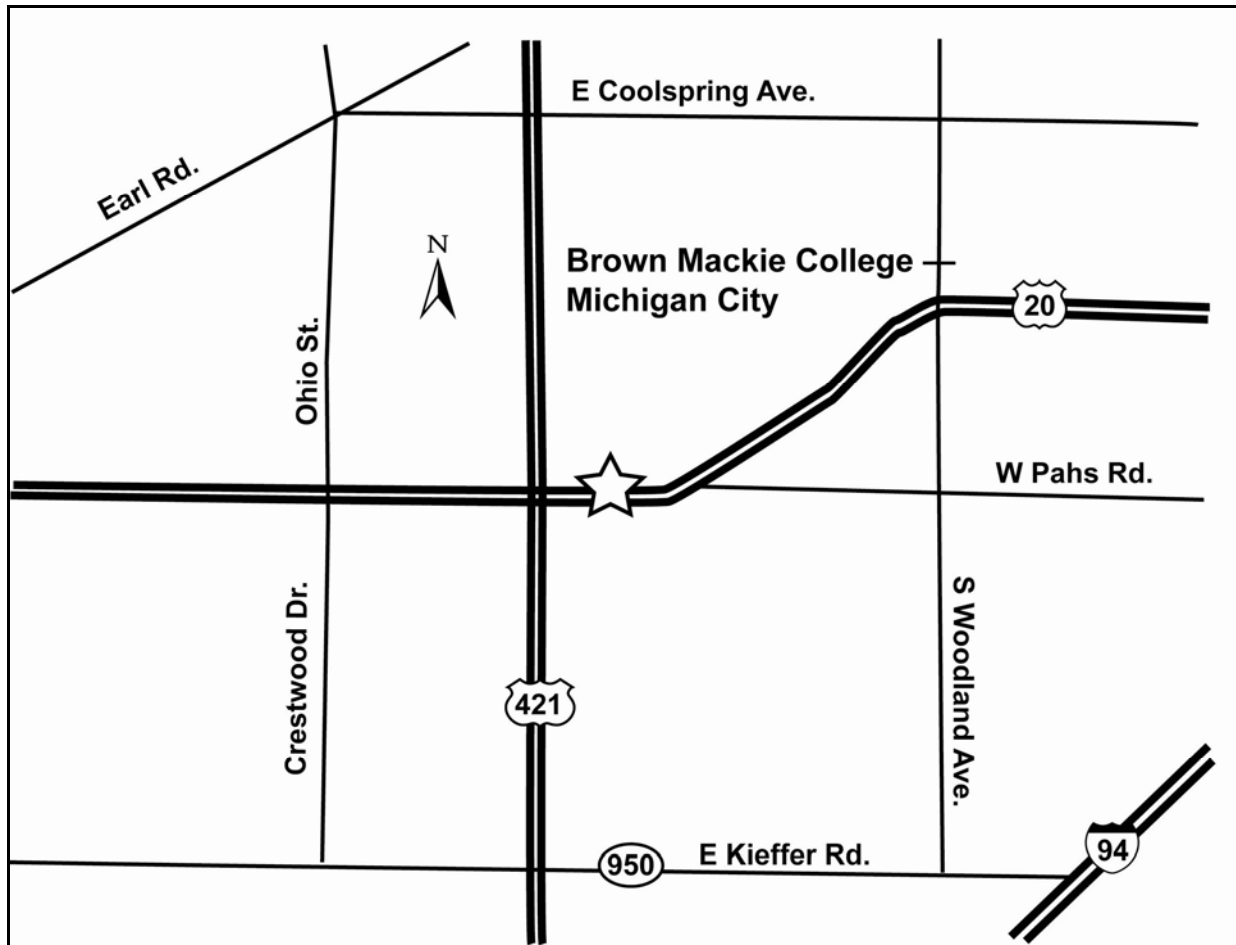 E Coolspring Ave.
Earl Rd.
N
Brown Mackie College
Michigan City
20
Ohio St.
W Pahs Rd.
Crestwood Dr.
S Woodland Ave.
421
950
E Kieffer Rd.
94